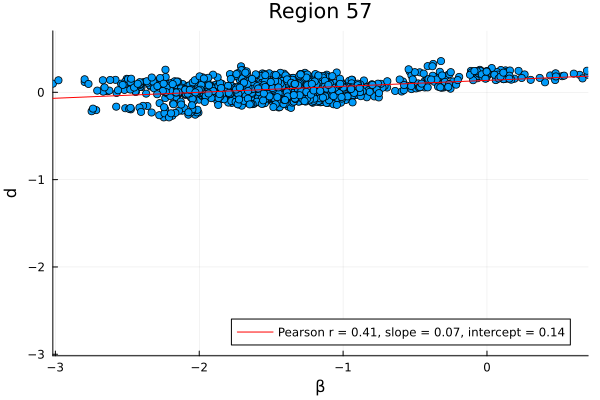 Region 57
0
−1
−2
−3
d
Pearson r = 0.41, slope = 0.07, intercept = 0.14
−3 −2 −1 0
β